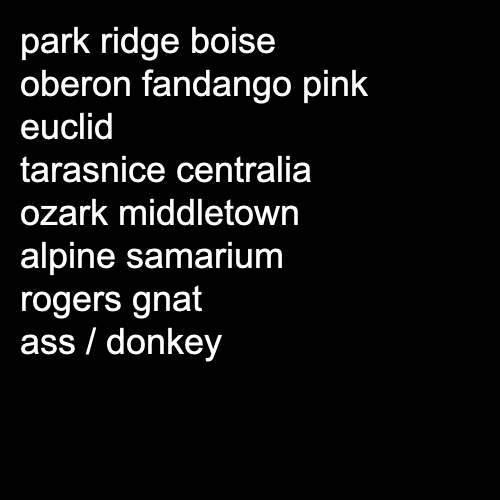 park ridge boise
oberon fandango pink
euclid
tarasnice centralia
ozark middletown
alpine samarium
rogers gnat
ass / donkey